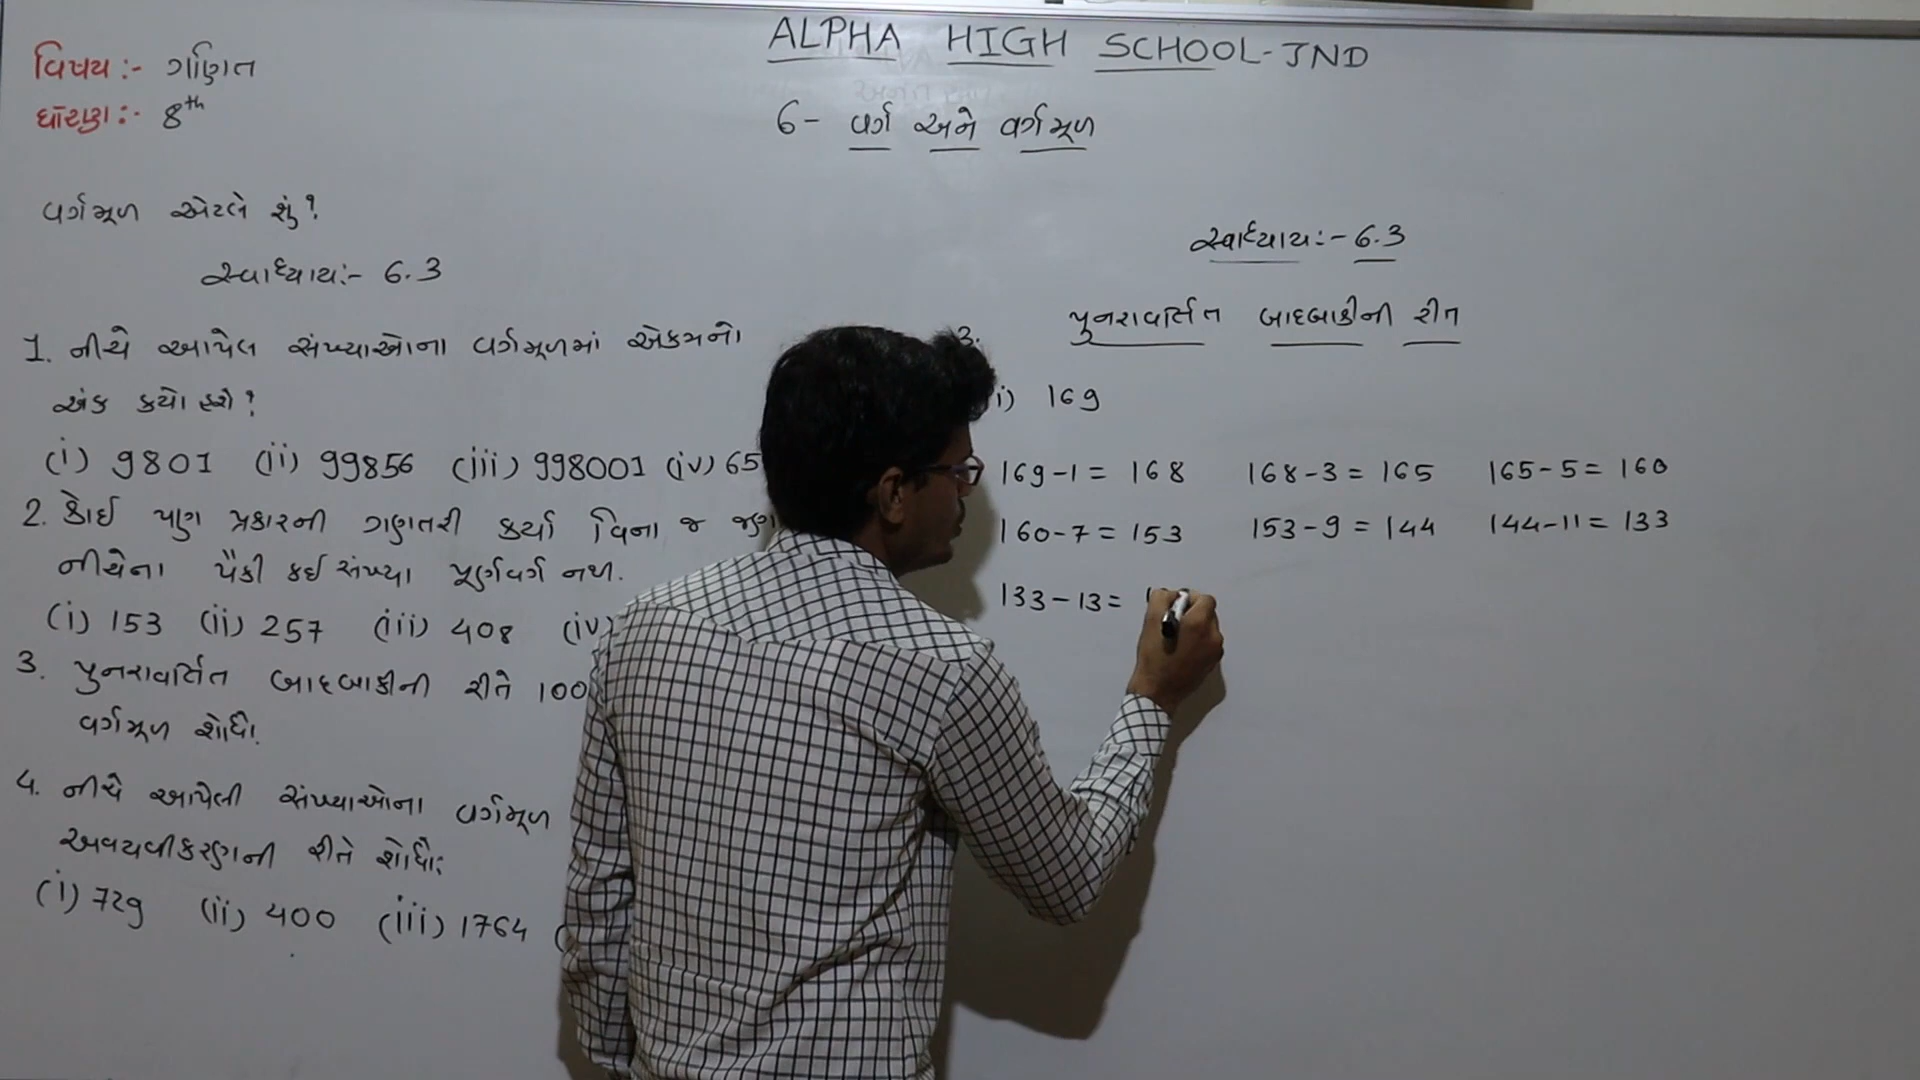 ALPHA HIGH SCHOOL-JND
વિષય:- ગણિત
ધોરણ:- 8th
6- વર્ગ અને વર્ગમૂળ
વર્ગમૂળ એટલે શું?
સ્વાધ્યાય:- 6.3
1. નીચે આપેલ સંખ્યાઓના વર્ગમૂળમાં એકમનો
અંક કયો હશે?
(i) 9801 (ii) 99856 (iii) 998001 (iv) 65
2. કોઈ પણ પ્રકારની ગણતરી કર્યા વિના જ જણ
નીચેના પૈકી કઈ સંખ્યા પૂર્ણવર્ગ નથી.
(i) 153 (ii) 257 (iii) 408 (iv)
3. પુનરાવર્તિત બાદબાકીની રીતે 100
વર્ગમૂળ શોધો.
4. નીચે આપેલી સંખ્યાઓના વર્ગમૂળ
અવયવીકરણની રીતે શોધો:
(i) 729 (ii) 400 (iii) 1764
સ્વાધ્યાય:- 6.3
3. પુનરાવર્તિત બાદબાકીની રીત
i) 169
169-1 = 168 168-3 = 165 165-5 = 160
160-7 = 153 153-9 = 144 144-11 = 133
133-13 =